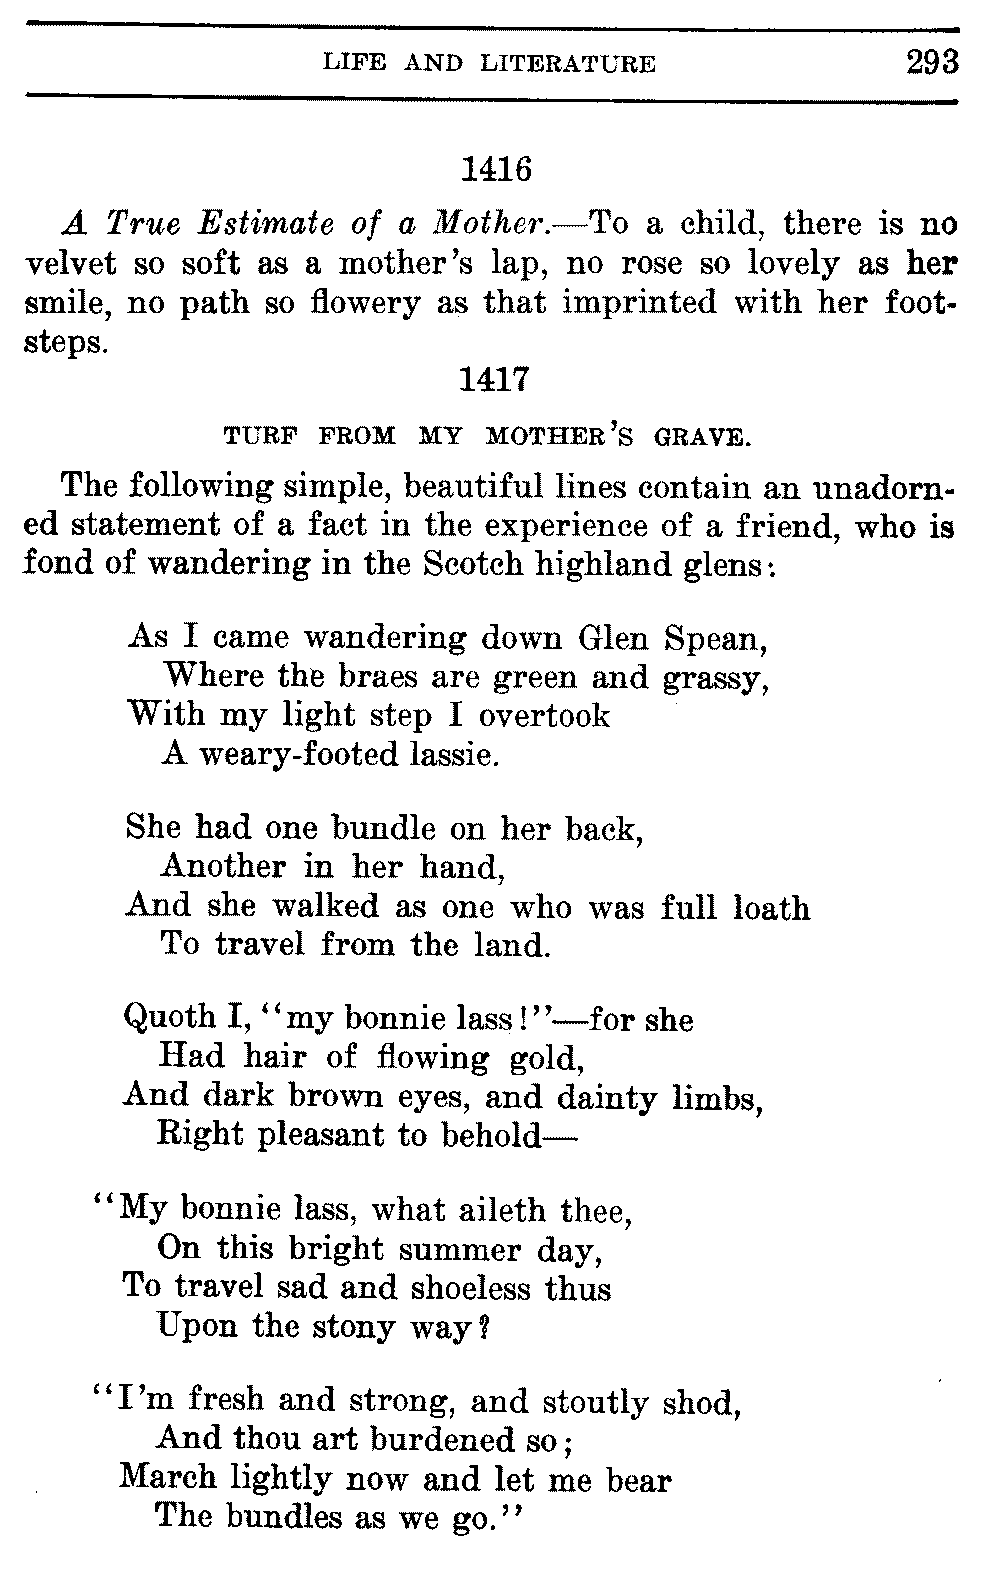 LIFE AND LITERATURE 293
1416
A True Estimate of a Mother.—To a child, there is no
velvet so soft as a mother's lap, no rose so lovely as her
smile, no path so flowery as that imprinted with her foot-
steps.
1417
TURF FROM MY MOTHER'S GRAVE.
The following simple, beautiful lines contain an unadorn-
ed statement of a fact in the experience of a friend, who is
fond of wandering in the Scotch highland glens:
As I came wandering down Glen Spean,
Where the braes are green and grassy,
With my light step I overtook
A weary-footed lassie.
She had one bundle on her back,
Another in her hand,
And she walked as one who was full loath
To travel from the land.
Quoth I, "my bonnie lass!"—for she
Had hair of flowing gold,
And dark brown eyes, and dainty limbs,
Right pleasant to behold—
"My bonnie lass, what aileth thee,
On this bright summer day,
To travel sad and shoeless thus
Upon the stony way?
"I'm fresh and strong, and stoutly shod,
And thou art burdened so;
March lightly now and let me bear
The bundles as we go."